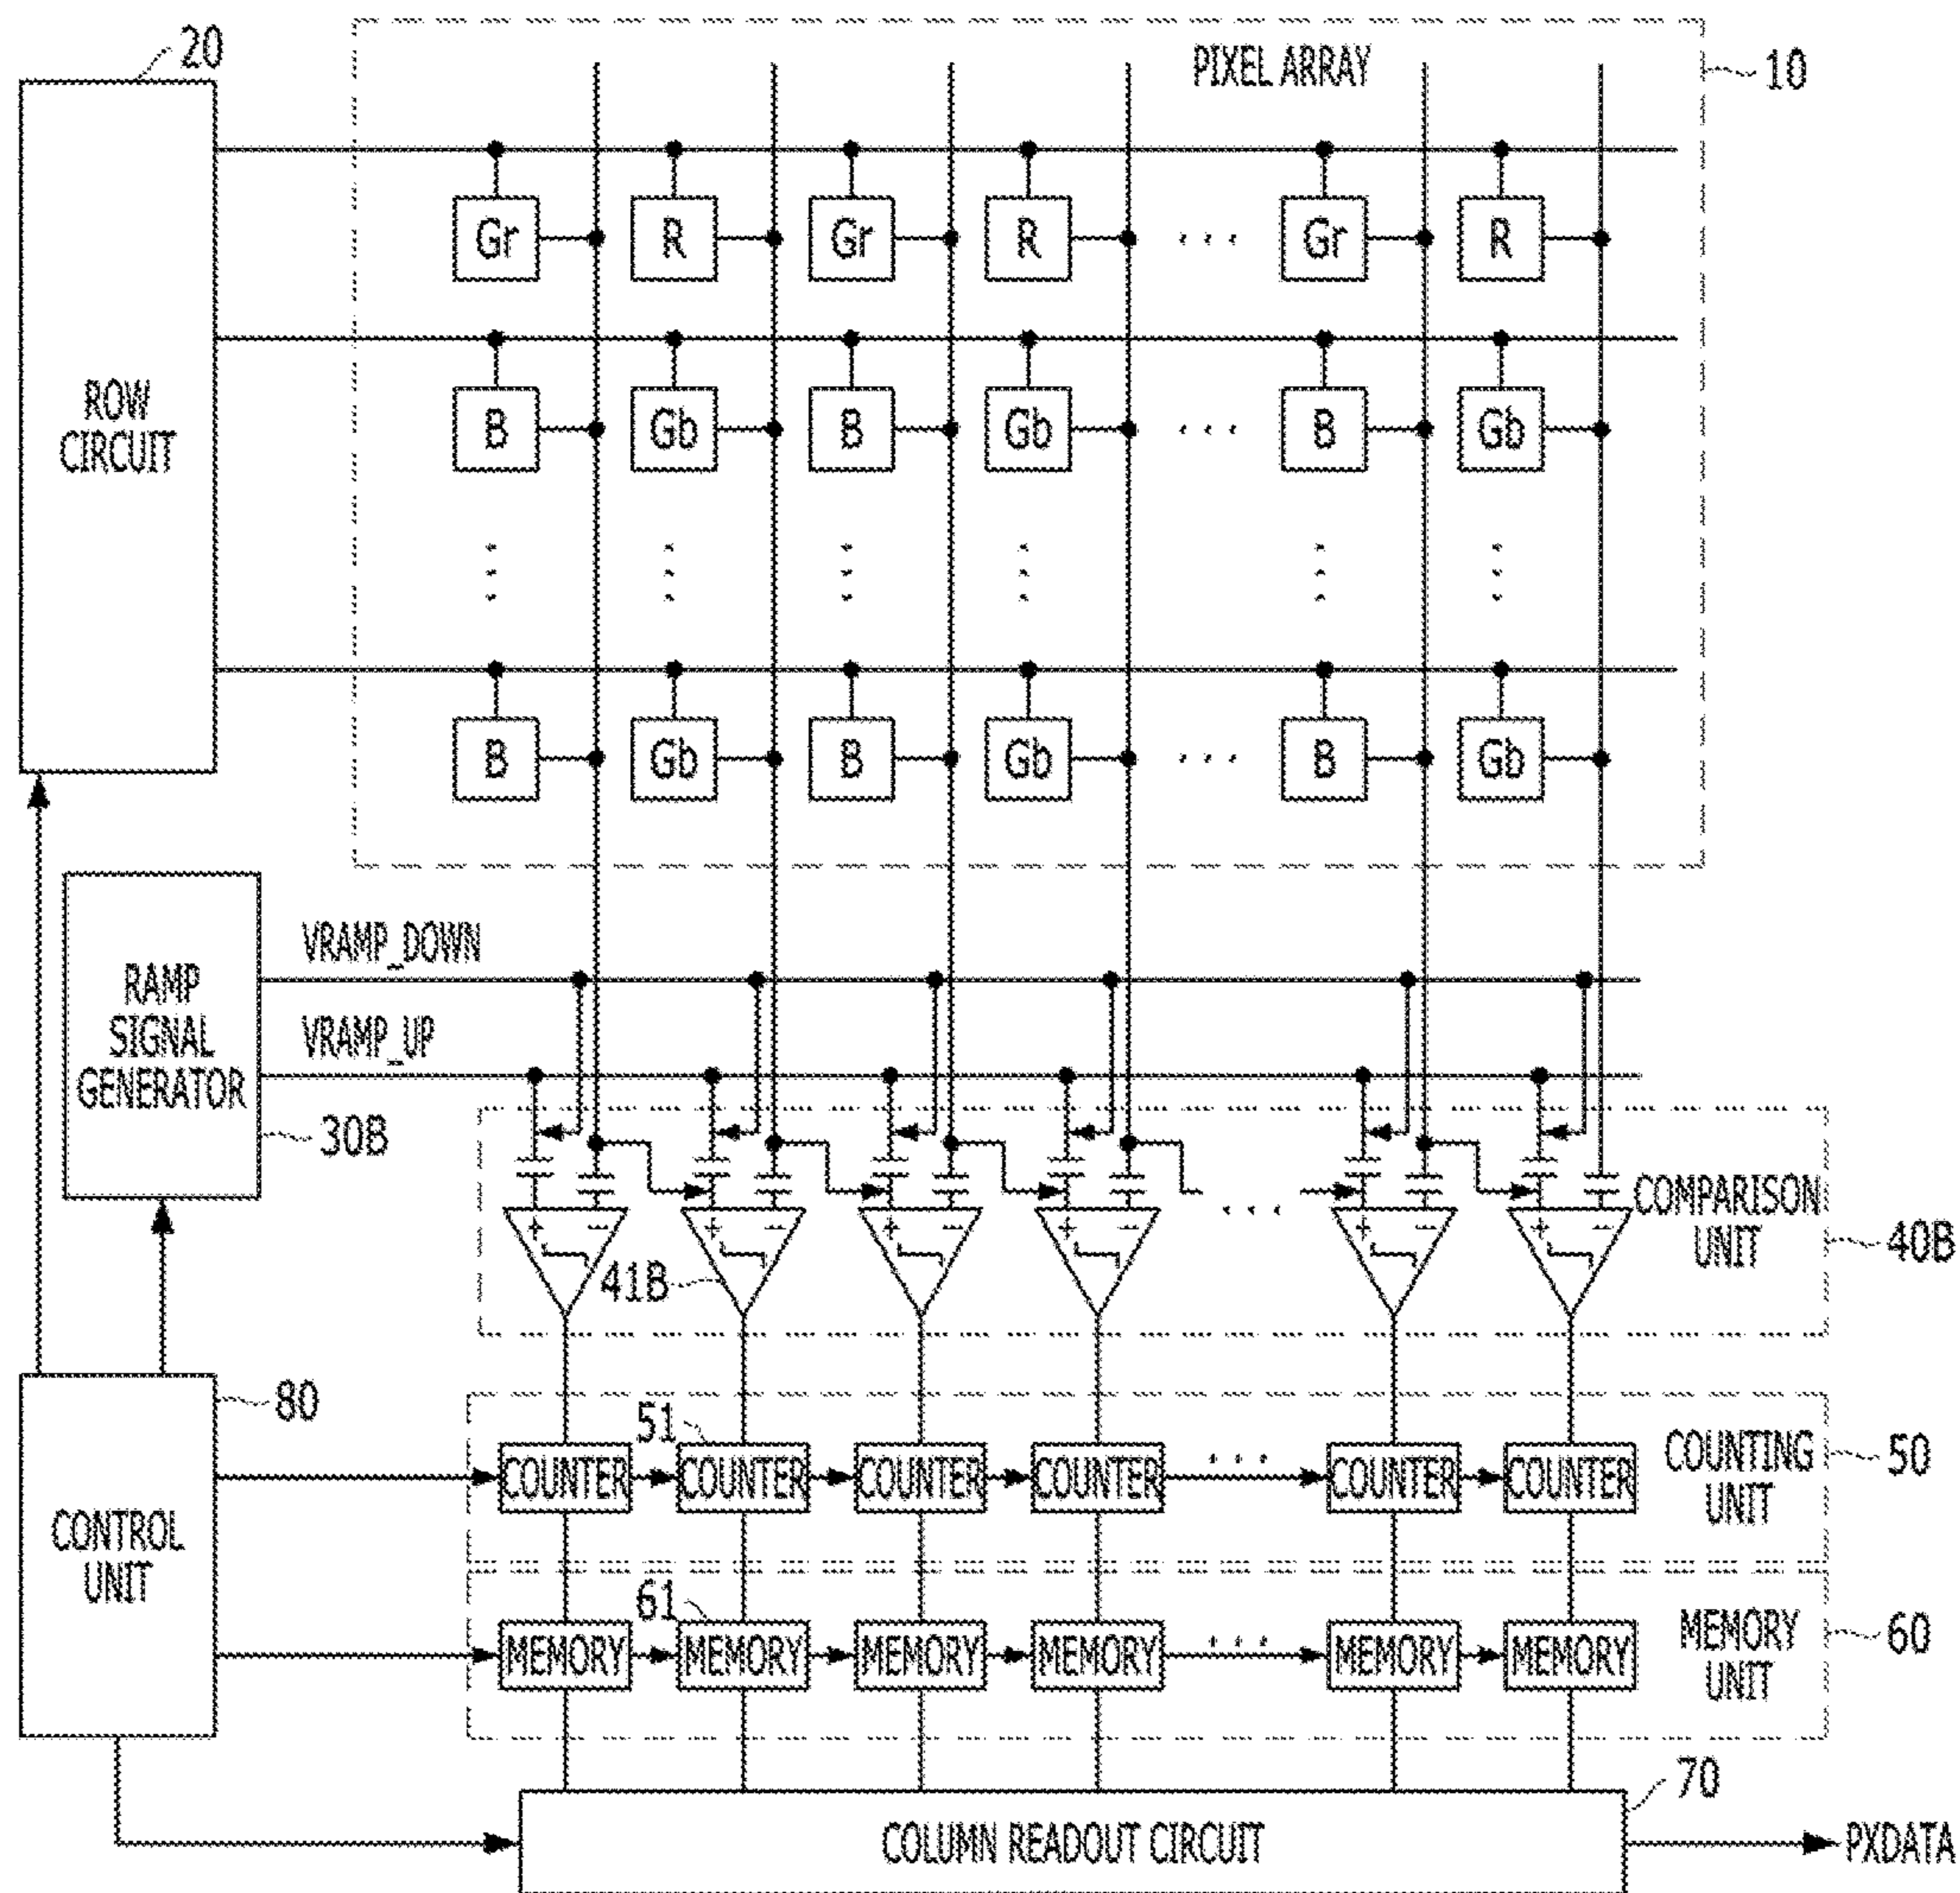 20
PIXEL ARRAY
10
Gr R Gr R ... Gr R
ROW
CIRCUIT
B Gb B Gb ... B Gb
B Gb B Gb ... B Gb
VRAMP_DOWN
RAMP
SIGNAL
GENERATOR
VRAMP_UP
30B
+ − + − + − + − ... + − + −
COMPARISON
UNIT
40B
41B
80
51
COUNTER COUNTER COUNTER COUNTER ... COUNTER COUNTER
COUNTING
UNIT
50
CONTROL
UNIT
61
MEMORY MEMORY MEMORY MEMORY ... MEMORY MEMORY
MEMORY
UNIT
60
70
COLUMN READOUT CIRCUIT
PXDATA